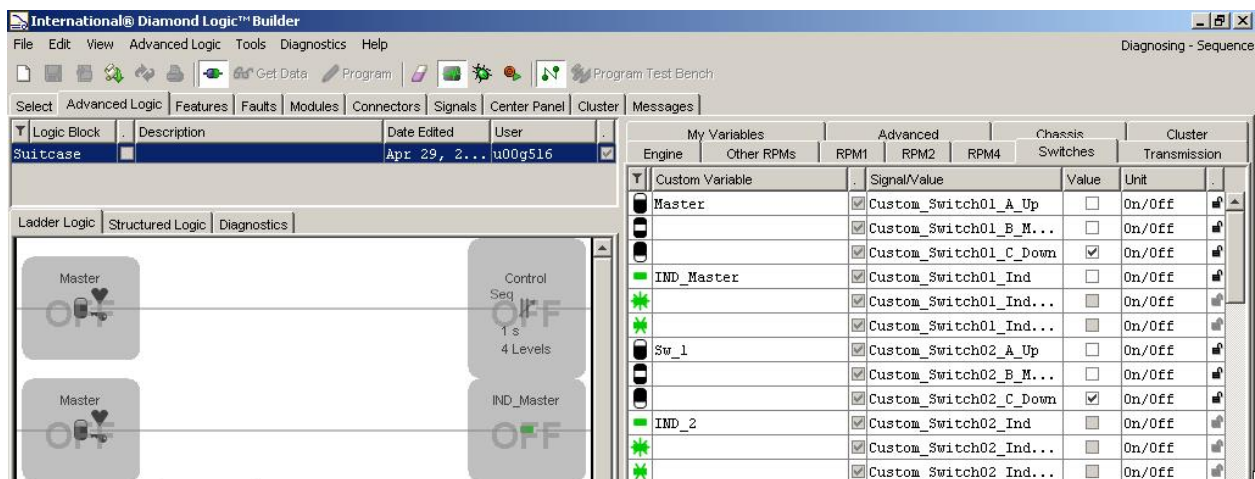 International® Diamond Logic™ Builder
File Edit View Advanced Logic Tools Diagnostics Help Diagnosing - Sequence
Get Data Program Program Test Bench
Select Advanced Logic Features Faults Modules Connectors Signals Center Panel Cluster Messages
Logic Block . Description Date Edited User .
Suitcase Apr 29, 2... u00g516
Ladder Logic Structured Logic Diagnostics
Master
OFF
Control
Seq
OFF
1 s
4 Levels
Master
OFF
IND_Master
OFF
My Variables Advanced Chassis Cluster
Engine Other RPMs RPM1 RPM2 RPM4 Switches Transmission
Custom Variable . Signal/Value Value Unit .
Master Custom_Switch01_A_Up On/Off
Custom_Switch01_B_M... On/Off
Custom_Switch01_C_Down On/Off
IND_Master Custom_Switch01_Ind On/Off
Custom_Switch01_Ind... On/Off
Custom_Switch01_Ind... On/Off
Sw_1 Custom_Switch02_A_Up On/Off
Custom_Switch02_B_M... On/Off
Custom_Switch02_C_Down On/Off
IND_2 Custom_Switch02_Ind On/Off
Custom_Switch02_Ind... On/Off
Custom_Switch02_Ind... On/Off